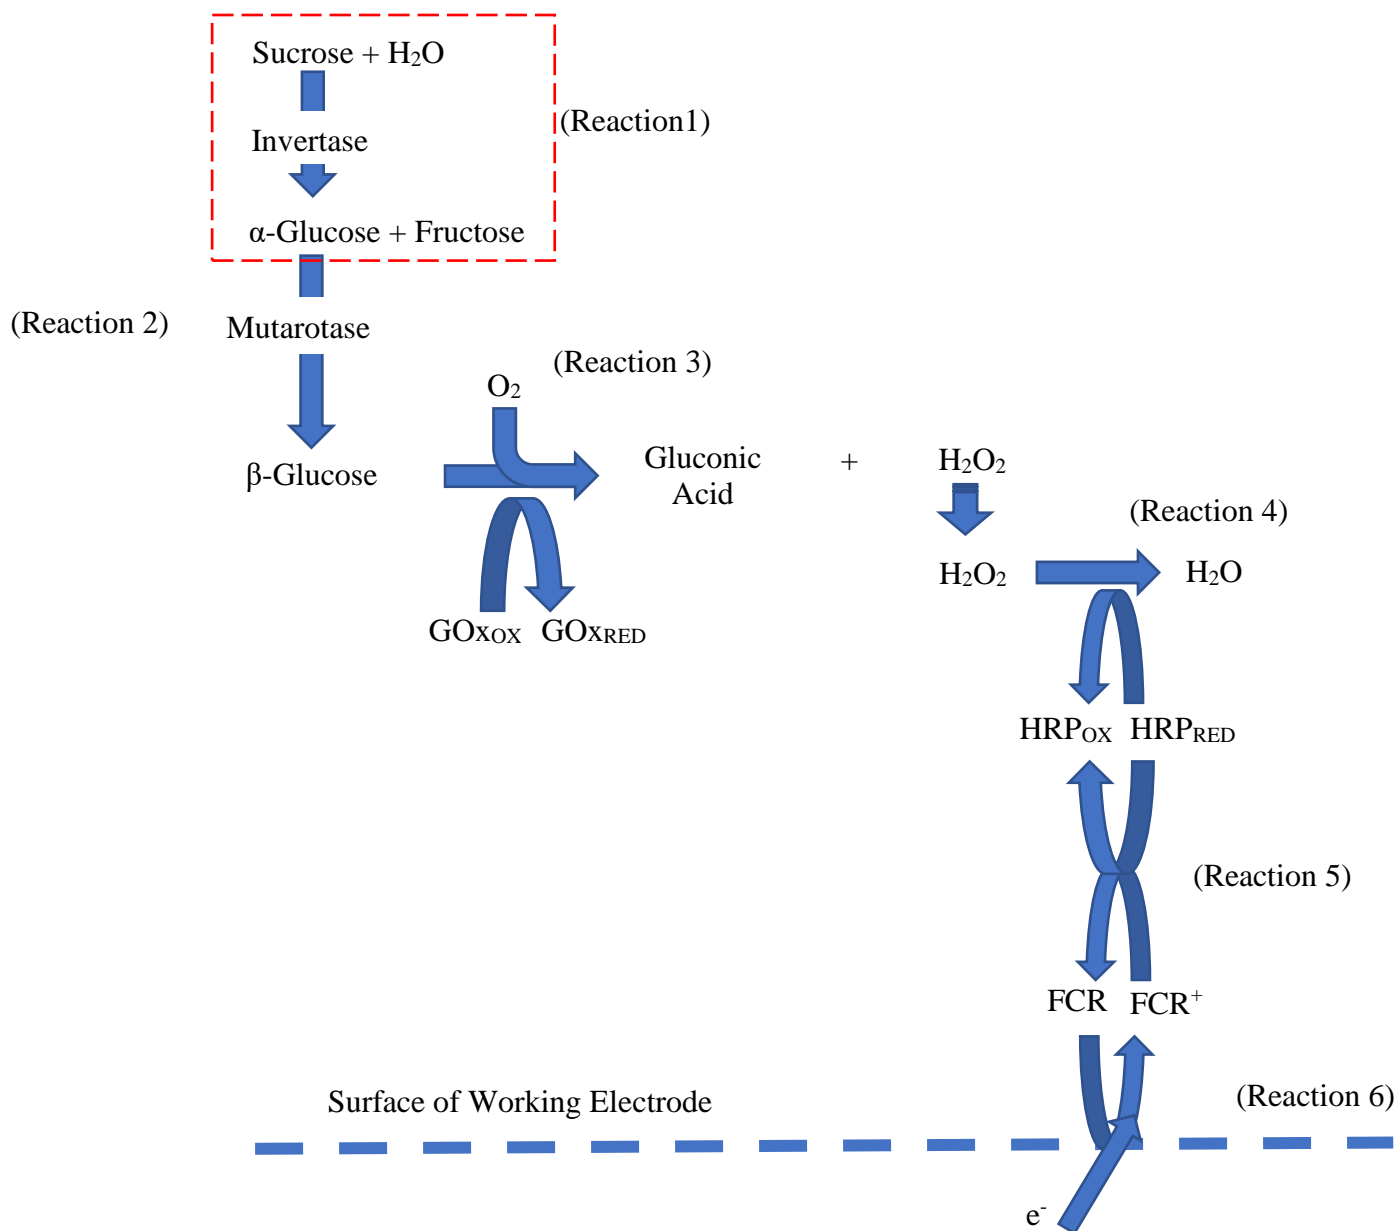 Sucrose + H₂O
(Reaction1)
Invertase
α-Glucose + Fructose
(Reaction 2)
Mutarotase
(Reaction 3)
O₂
β-Glucose
Gluconic
Acid
+
H₂O₂
(Reaction 4)
H₂O₂
H₂O
GOxOX GOxRED
HRPOX HRPRED
(Reaction 5)
FCR FCR⁺
Surface of Working Electrode
(Reaction 6)
e⁻